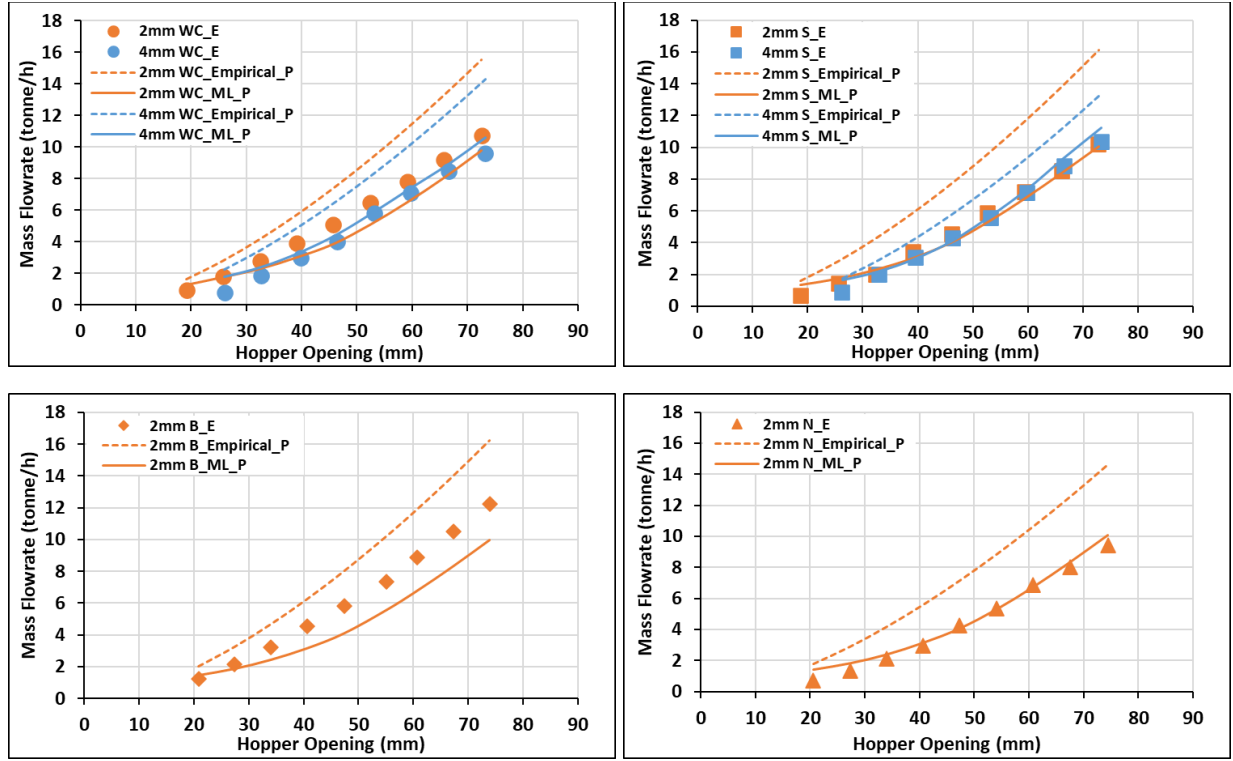 18
16
14
12
10
8
6
4
2
0
Mass Flowrate (tonne/h)
2mm WC_E
4mm WC_E
2mm WC_Empirical_P
2mm WC_ML_P
4mm WC_Empirical_P
4mm WC_ML_P
0 10 20 30 40 50 60 70 80 90
Hopper Opening (mm)
18
16
14
12
10
8
6
4
2
0
Mass Flowrate (tonne/h)
2mm S_E
4mm S_E
2mm S_Empirical_P
2mm S_ML_P
4mm S_Empirical_P
4mm S_ML_P
0 10 20 30 40 50 60 70 80 90
Hopper Opening (mm)
18
16
14
12
10
8
6
4
2
0
Mass Flowrate (tonne/h)
2mm B_E
2mm B_Empirical_P
2mm B_ML_P
0 10 20 30 40 50 60 70 80 90
Hopper Opening (mm)
18
16
14
12
10
8
6
4
2
0
Mass Flowrate (tonne/h)
2mm N_E
2mm N_Empirical_P
2mm N_ML_P
0 10 20 30 40 50 60 70 80 90
Hopper Opening (mm)